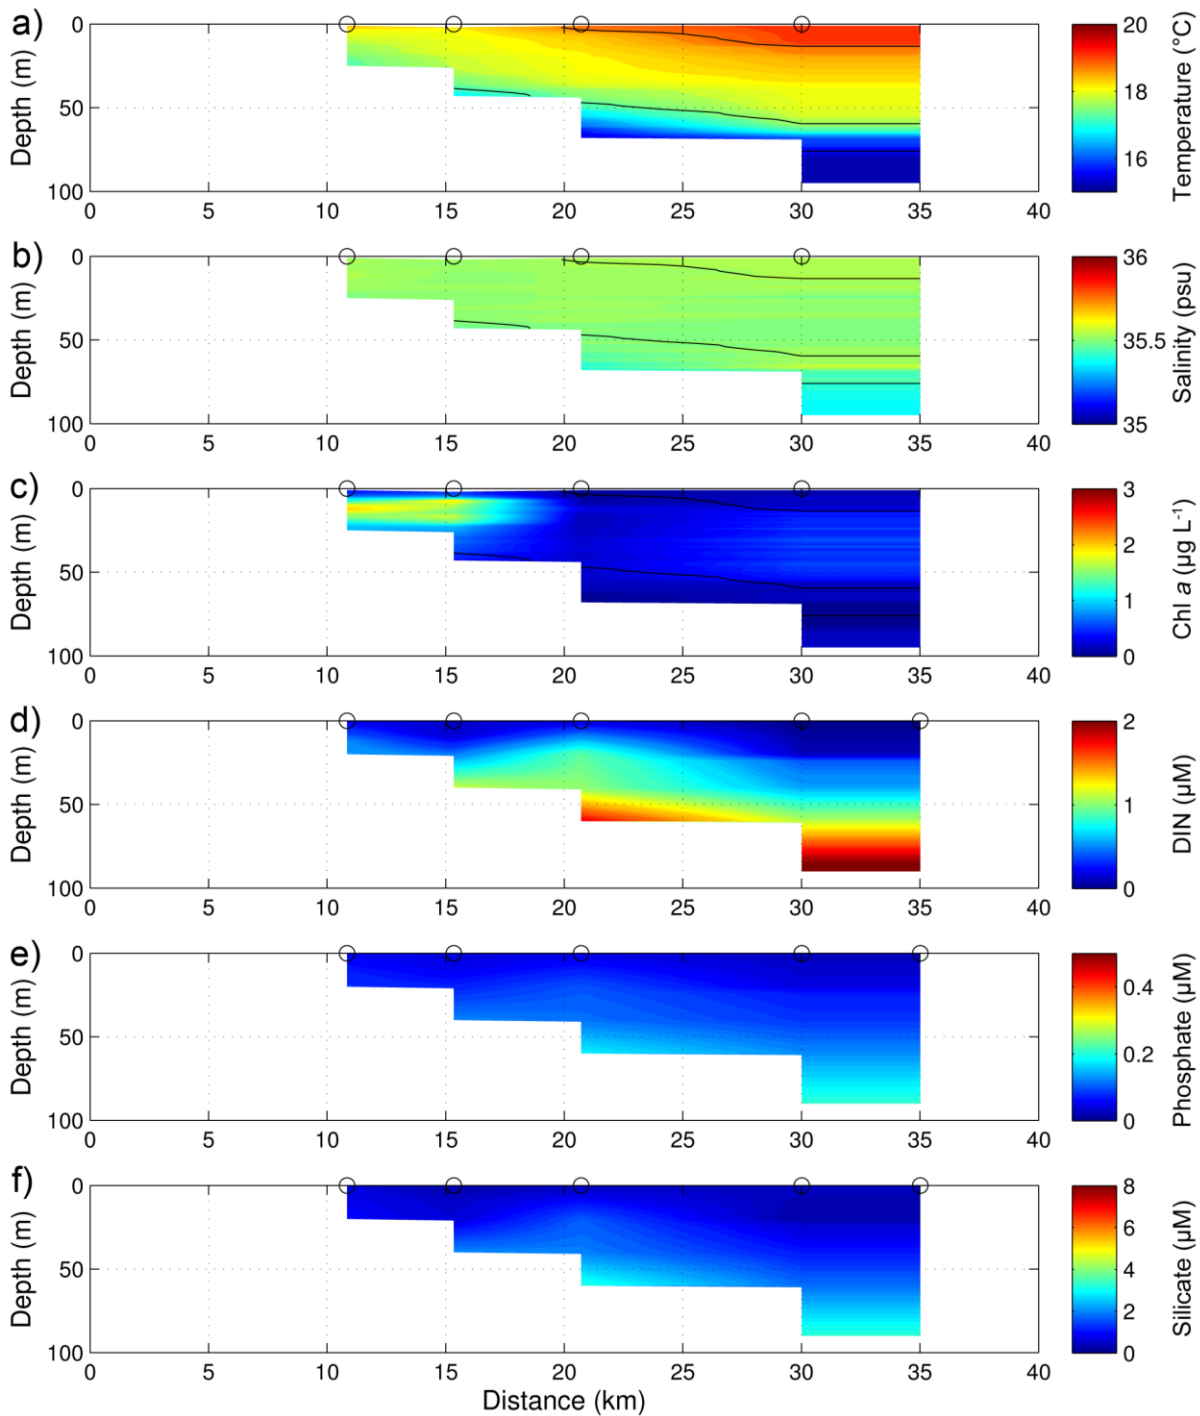 a)
0
50
100
Depth (m)
0 5 10 15 20 25 30 35 40
20
18
16
Temperature (°C)
b)
0
50
100
Depth (m)
0 5 10 15 20 25 30 35 40
36
35.5
35
Salinity (psu)
c)
0
50
100
Depth (m)
0 5 10 15 20 25 30 35 40
3
2
1
0
Chl a (µg L⁻¹)
d)
0
50
100
Depth (m)
0 5 10 15 20 25 30 35 40
2
1
0
DIN (µM)
e)
0
50
100
Depth (m)
0 5 10 15 20 25 30 35 40
0.4
0.2
0
Phosphate (µM)
f)
0
50
100
Depth (m)
0 5 10 15 20 25 30 35 40
Distance (km)
8
6
4
2
0
Silicate (µM)